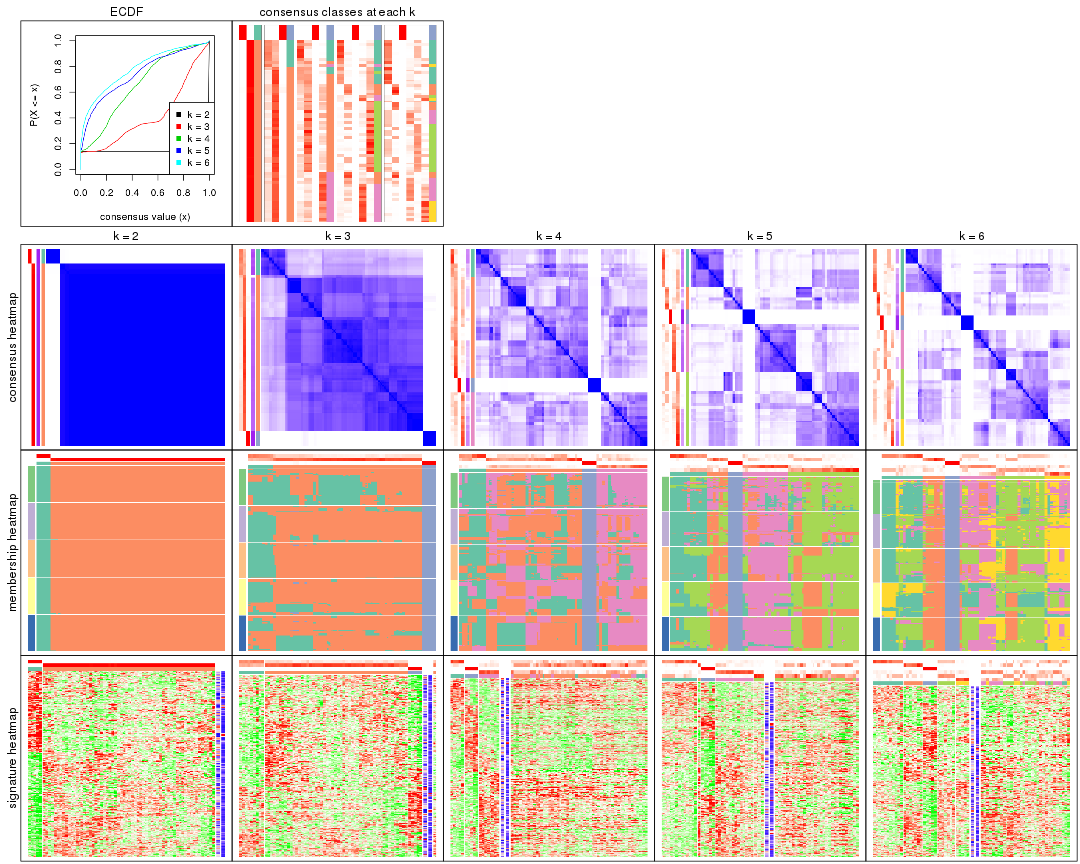 ECDF
consensus classes at each k
P(X <= x)
0.0 0.2 0.4 0.6 0.8 1.0
k = 2
k = 3
k = 4
k = 5
k = 6
0.0 0.2 0.4 0.6 0.8 1.0
consensus value (x)
k = 2
k = 3
k = 4
k = 5
k = 6
consensus heatmap
membership heatmap
signature heatmap